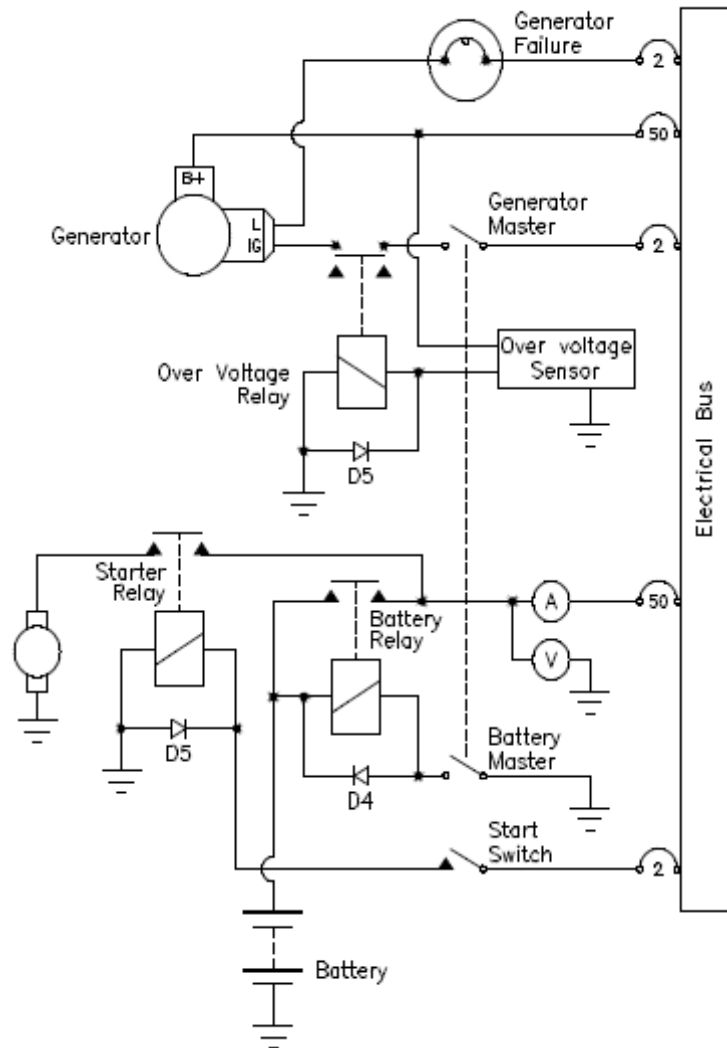 Generator
Failure
2
50
B+
Generator
L
IG
Generator
Master
2
Over Voltage
Relay
Over voltage
Sensor
D5
Electrical Bus
Starter
Relay
Battery
Relay
A
50
V
D5
D4
Battery
Master
Start
Switch
2
Battery